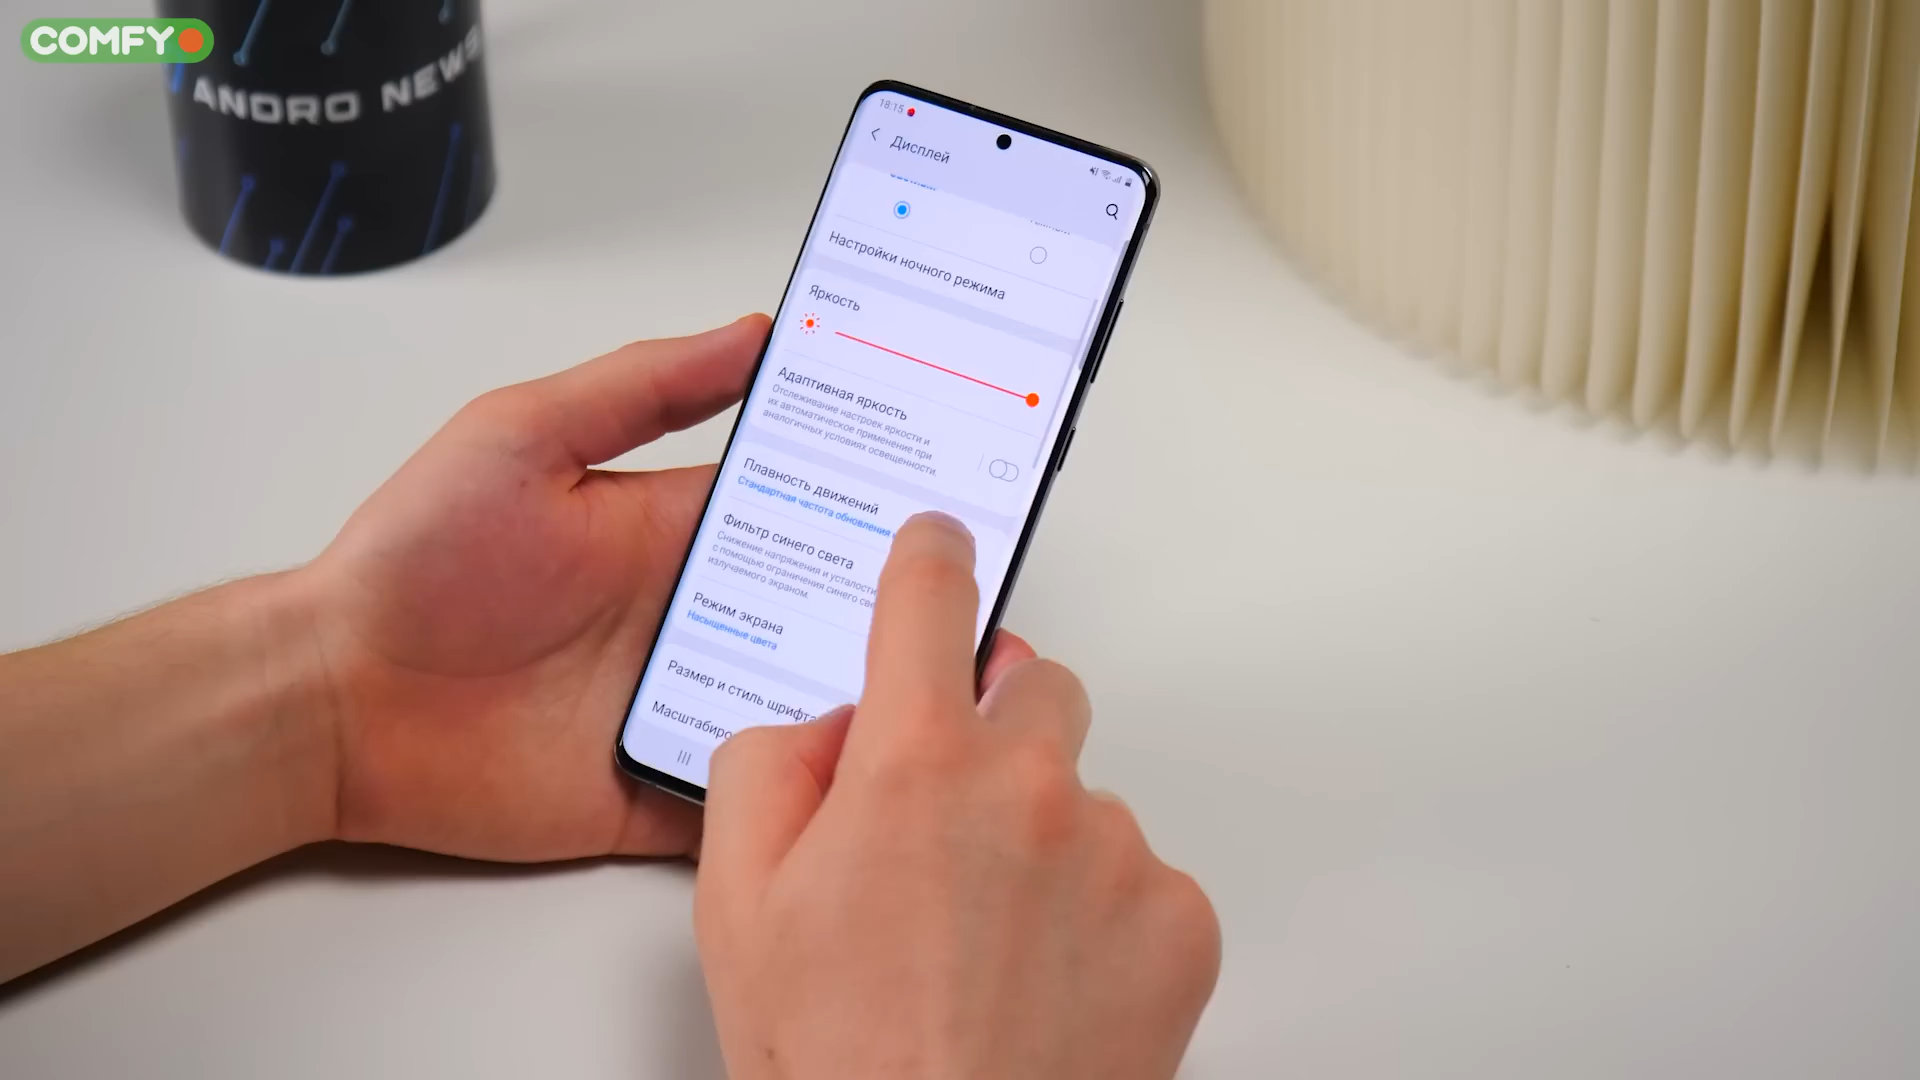 COMFY
ANDRO NEWS
18:15
Дисплей
Настройки ночного режима
Яркость
Адаптивная яркость
Отслеживание настроек яркости и
их автоматическое применение при
аналогичных условиях освещенности.
Плавность движений
Стандартная частота обновления
Фильтр синего света
Снижение напряжения и усталости
с помощью ограничения синего све
излучаемого экраном.
Режим экрана
Насыщенные цвета
Размер и стиль шрифта
Масштабиро